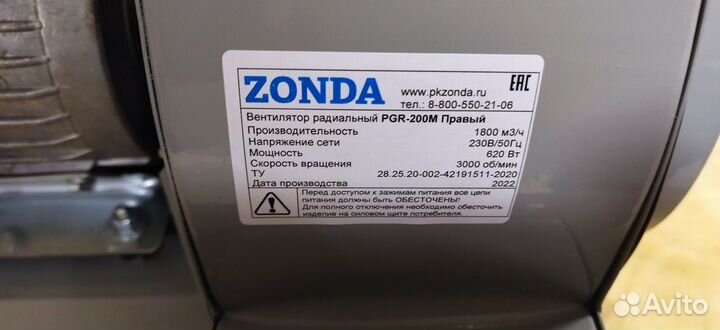 ZONDA
EAC
www.pkzonda.ru
тел.: 8-800-550-21-06
Вентилятор радиальный PGR-200M Правый
Производительность 1800 м3/ч
Напряжение сети 230В/50Гц
Мощность 620 Вт
Скорость вращения 3000 об/мин
ТУ 28.25.20-002-42191511-2020
Дата производства 2022
Перед доступом к зажимам питания все цепи
питания должны быть ОБЕСТОЧЕНЫ!
Для полного отключения необходимо обесточить
изделие на силовом щите потребителя.
Avito